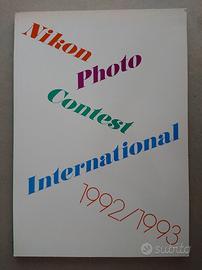 Nikon
Photo
Contest
International
1992/1993
subito